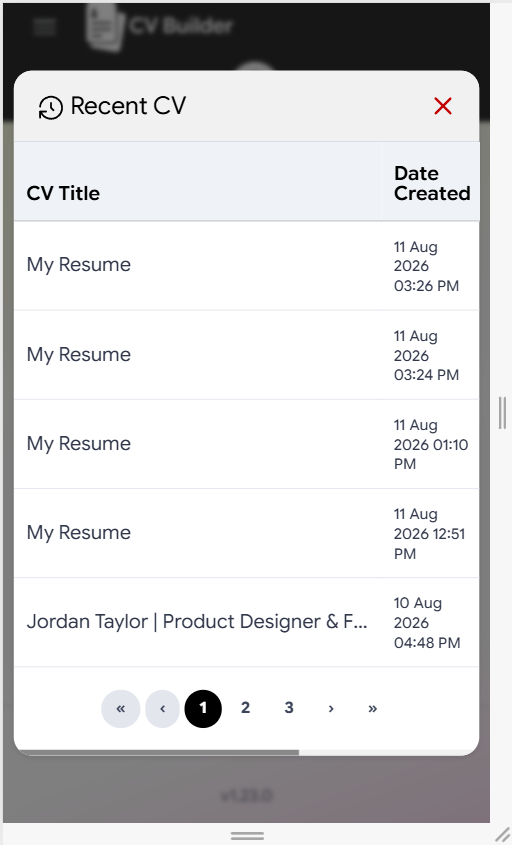 CV Builder
Recent CV
CV Title
Date
Created
My Resume
11 Aug
2026
03:26 PM
My Resume
11 Aug
2026
03:24 PM
My Resume
11 Aug
2026 01:10
PM
My Resume
11 Aug
2026 12:51
PM
Jordan Taylor | Product Designer & F...
10 Aug
2026
04:48 PM
« ‹ 1 2 3 › »
v1.23.0